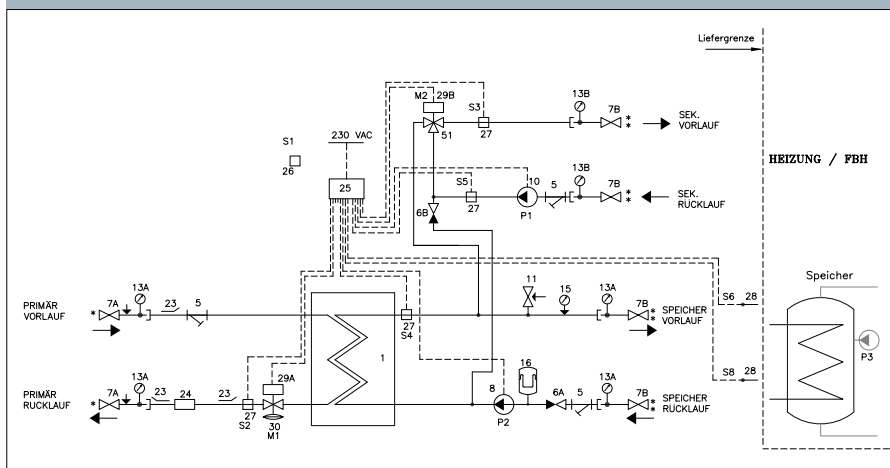 Liefergrenze
M2 29B
S3
13B
7B
*
*
SEK.
VORLAUF
51
27
230 VAC
S1
26
25
HEIZUNG / FBH
S5
27
10
P1
5
13B
7B
*
*
SEK.
RÜCKLAUF
6B
Speicher
PRIMÄR
VORLAUF
*
7A
13A
23
5
27
S4
11
15
13A
7B
*
*
SPEICHER
VORLAUF
S6 28
1
P3
PRIMÄR
RÜCKLAUF
*
7A
13A
23
24
23
27
S2
29A
30
M1
8
P2
16
6A
5
13A
7B
*
*
SPEICHER
RÜCKLAUF
S8 28